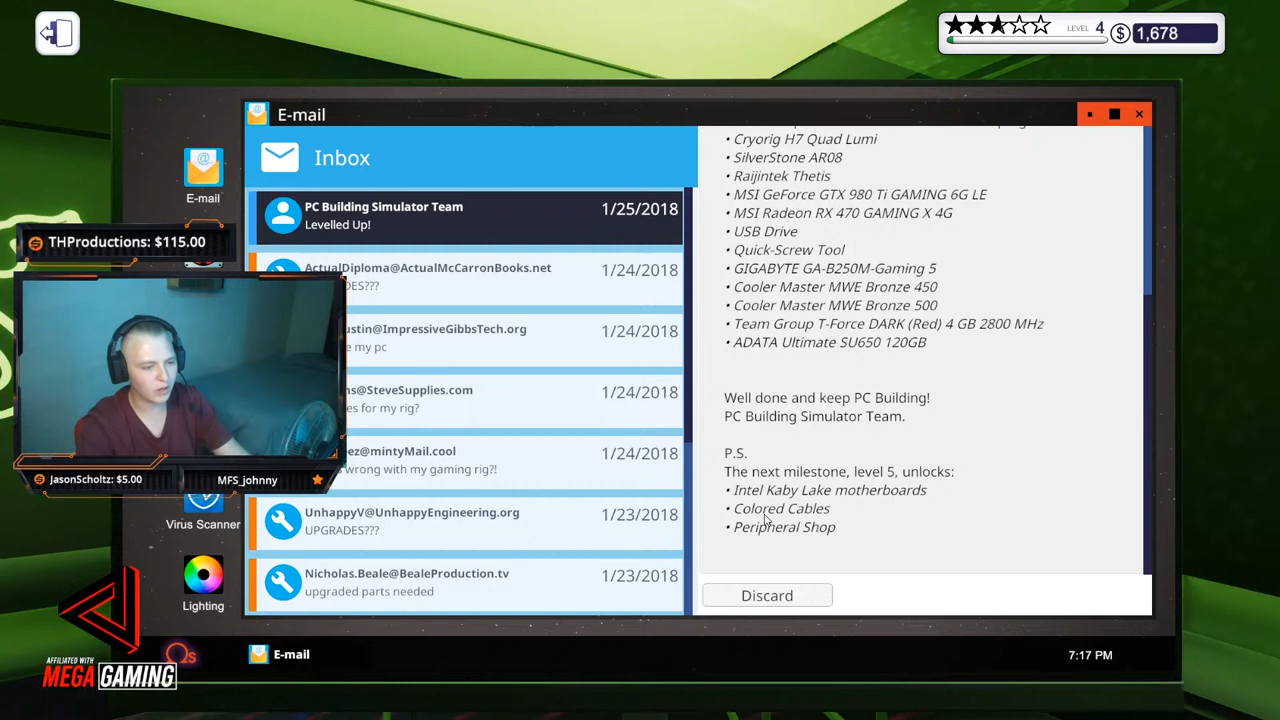 LEVEL 4
$ 1,678
E-mail
Inbox
E-mail
PC Building Simulator Team
1/25/2018
Levelled Up!
ActualDiploma@ActualMcCarronBooks.net
1/24/2018
DES???
ustin@ImpressiveGibbsTech.org
1/24/2018
e my pc
ns@SteveSupplies.com
1/24/2018
es for my rig?
ez@mintyMail.cool
1/24/2018
wrong with my gaming rig?!
UnhappyV@UnhappyEngineering.org
1/23/2018
UPGRADES???
Nicholas.Beale@BealeProduction.tv
1/23/2018
upgraded parts needed
• Cryorig H7 Quad Lumi
• SilverStone AR08
• Raijintek Thetis
• MSI GeForce GTX 980 Ti GAMING 6G LE
• MSI Radeon RX 470 GAMING X 4G
• USB Drive
• Quick-Screw Tool
• GIGABYTE GA-B250M-Gaming 5
• Cooler Master MWE Bronze 450
• Cooler Master MWE Bronze 500
• Team Group T-Force DARK (Red) 4 GB 2800 MHz
• ADATA Ultimate SU650 120GB
Well done and keep PC Building!
PC Building Simulator Team.
P.S.
The next milestone, level 5, unlocks:
• Intel Kaby Lake motherboards
• Colored Cables
• Peripheral Shop
Discard
THProductions: $115.00
JasonScholtz: $5.00
MFS_johnny
Virus Scanner
Lighting
AFFILIATED WITH
MEGA GAMING
E-mail
7:17 PM